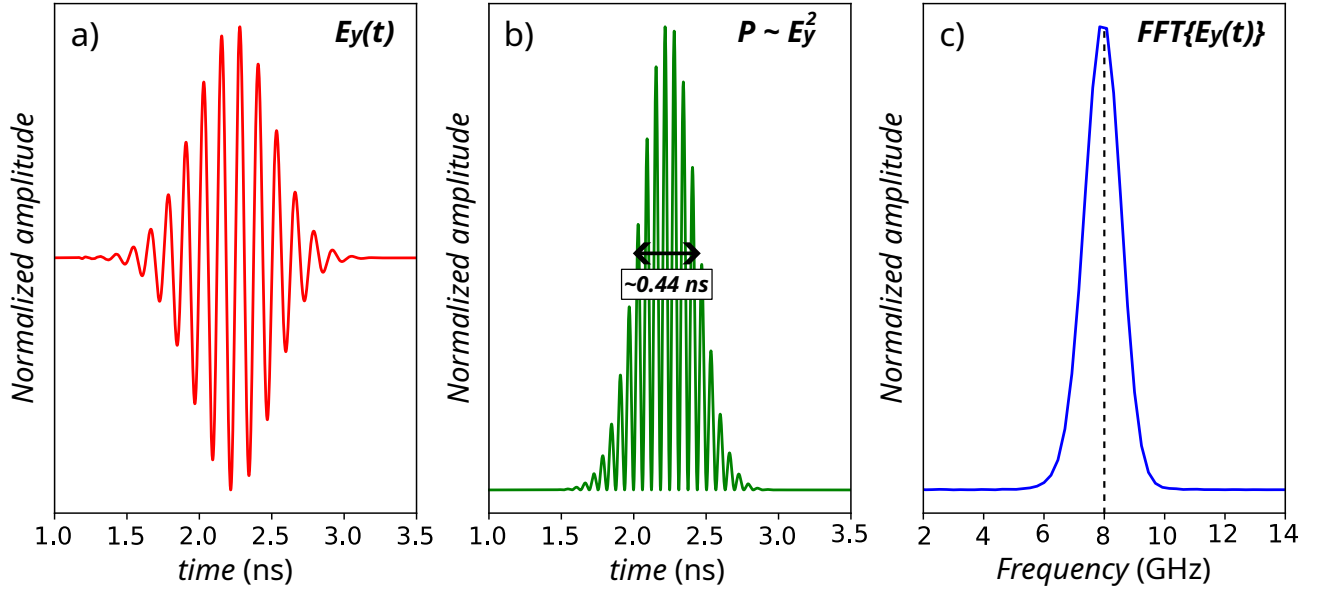 a)
Ey(t)
Normalized amplitude
1.0 1.5 2.0 2.5 3.0 3.5
time (ns)
b)
P ~ Ey²
Normalized amplitude
~0.44 ns
1.0 1.5 2.0 2.5 3.0 3.5
time (ns)
c)
FFT{Ey(t)}
Normalized amplitude
2 4 6 8 10 12 14
Frequency (GHz)